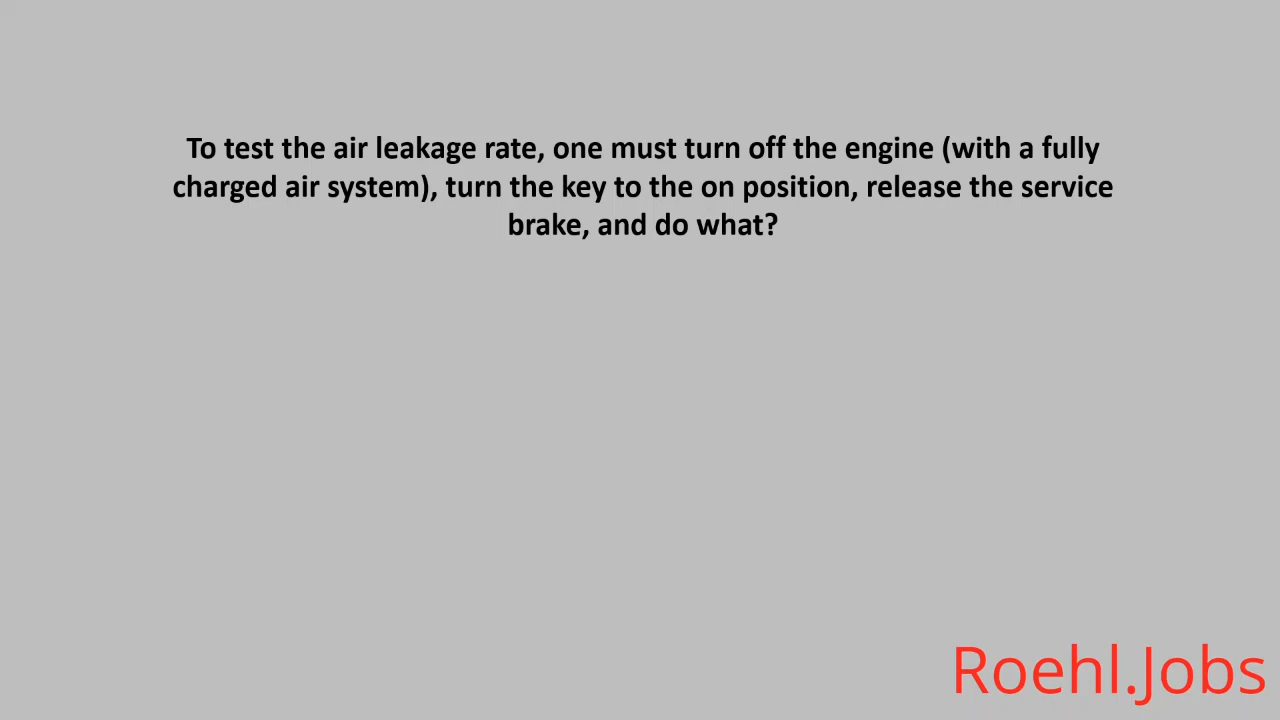 To test the air leakage rate, one must turn off the engine (with a fully
charged air system), turn the key to the on position, release the service
brake, and do what?
Roehl.Jobs